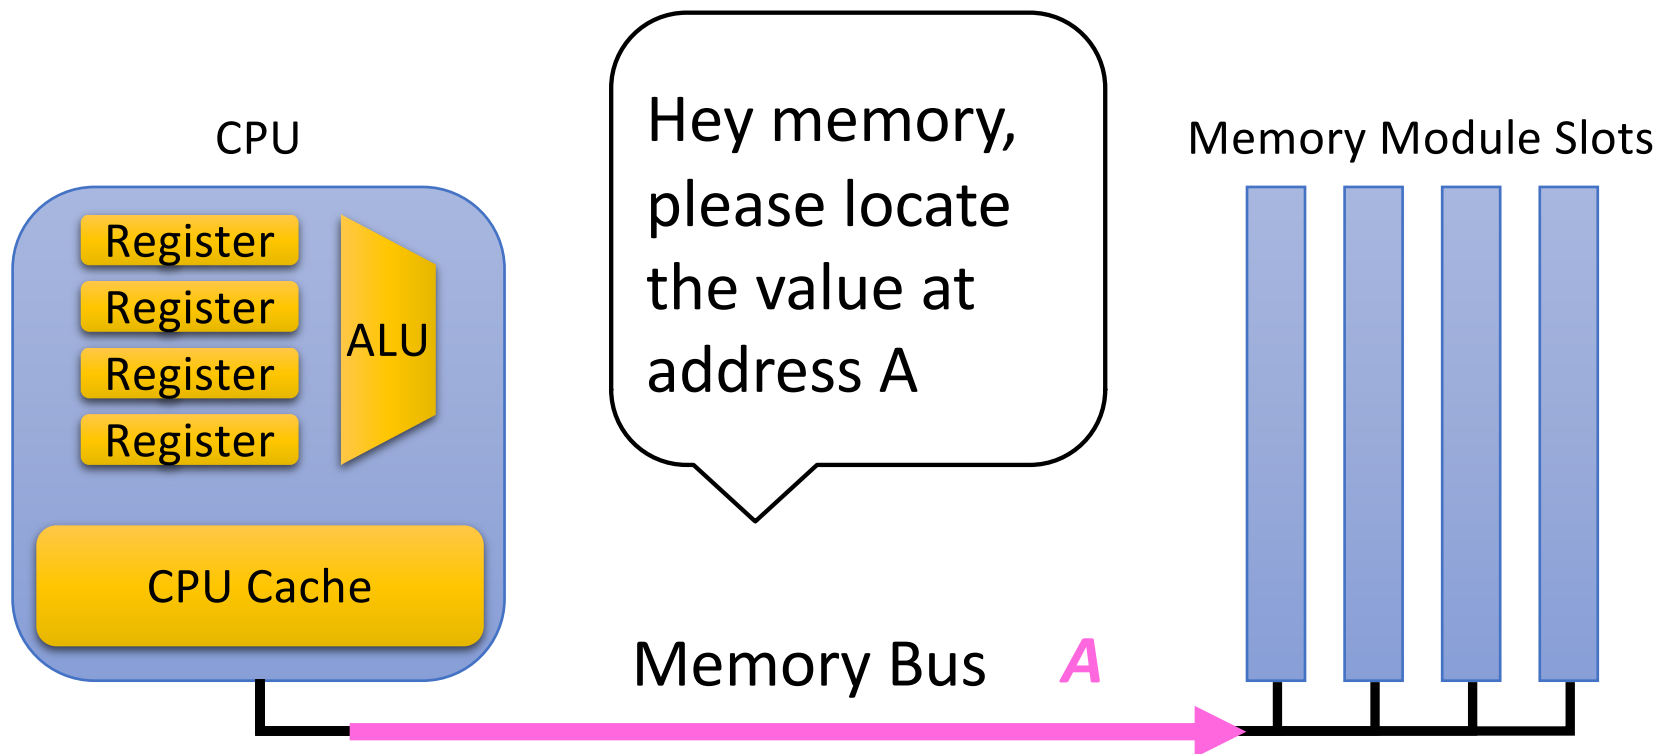 CPU
Register
Register
Register
Register
ALU
CPU Cache
Hey memory,
please locate
the value at
address A
Memory Bus A
Memory Module Slots